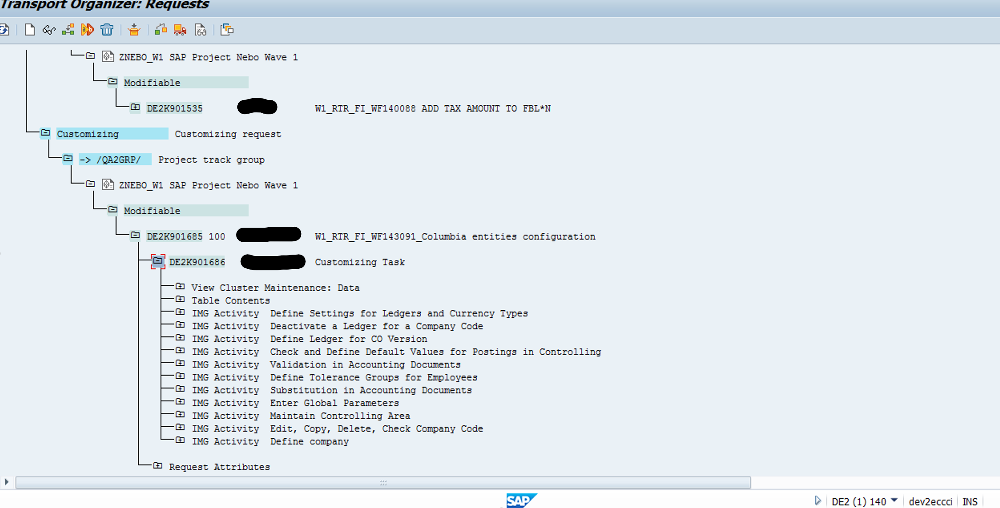 Transport Organizer: Requests
ZNEBO_W1 SAP Project Nebo Wave 1
Modifiable
DE2K901535 W1_RTR_FI_WF140088 ADD TAX AMOUNT TO FBL*N
Customizing Customizing request
-> /QA2GRP/ Project track group
ZNEBO_W1 SAP Project Nebo Wave 1
Modifiable
DE2K901685 100 W1_RTR_FI_WF143091_Columbia entities configuration
DE2K901686 Customizing Task
View Cluster Maintenance: Data
Table Contents
IMG Activity Define Settings for Ledgers and Currency Types
IMG Activity Deactivate a Ledger for a Company Code
IMG Activity Define Ledger for CO Version
IMG Activity Check and Define Default Values for Postings in Controlling
IMG Activity Validation in Accounting Documents
IMG Activity Define Tolerance Groups for Employees
IMG Activity Substitution in Accounting Documents
IMG Activity Enter Global Parameters
IMG Activity Maintain Controlling Area
IMG Activity Edit, Copy, Delete, Check Company Code
IMG Activity Define company
Request Attributes
SAP
DE2 (1) 140 dev2eccci INS